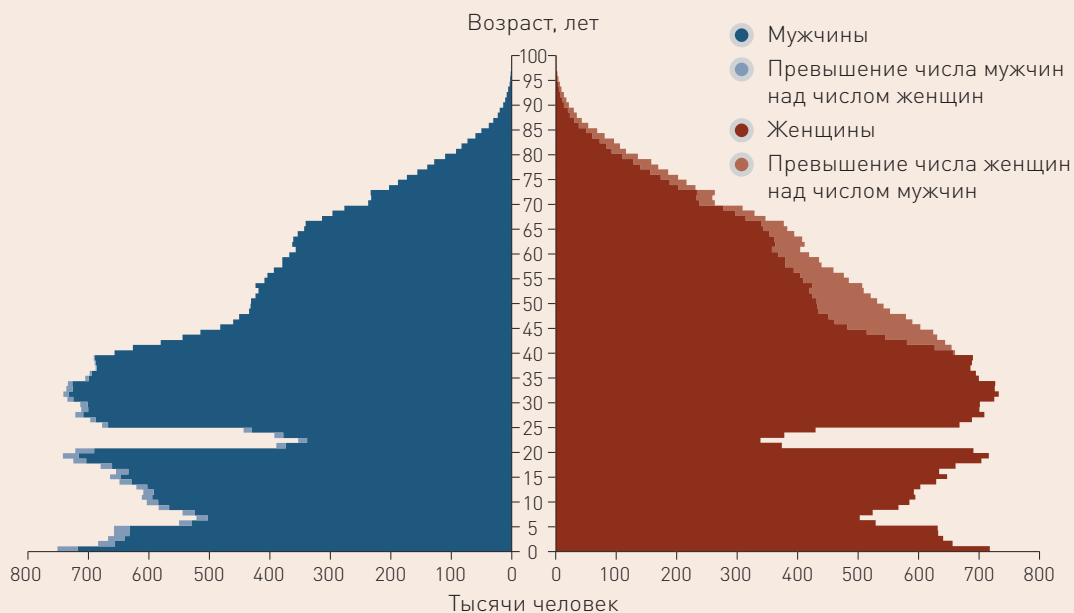 Возраст, лет
Мужчины
Превышение числа мужчин
над числом женщин
Женщины
Превышение числа женщин
над числом мужчин
100
95
90
85
80
75
70
65
60
55
50
45
40
35
30
25
20
15
10
5
0
800 700 600 500 400 300 200 100 0 0 100 200 300 400 500 600 700 800
Тысячи человек